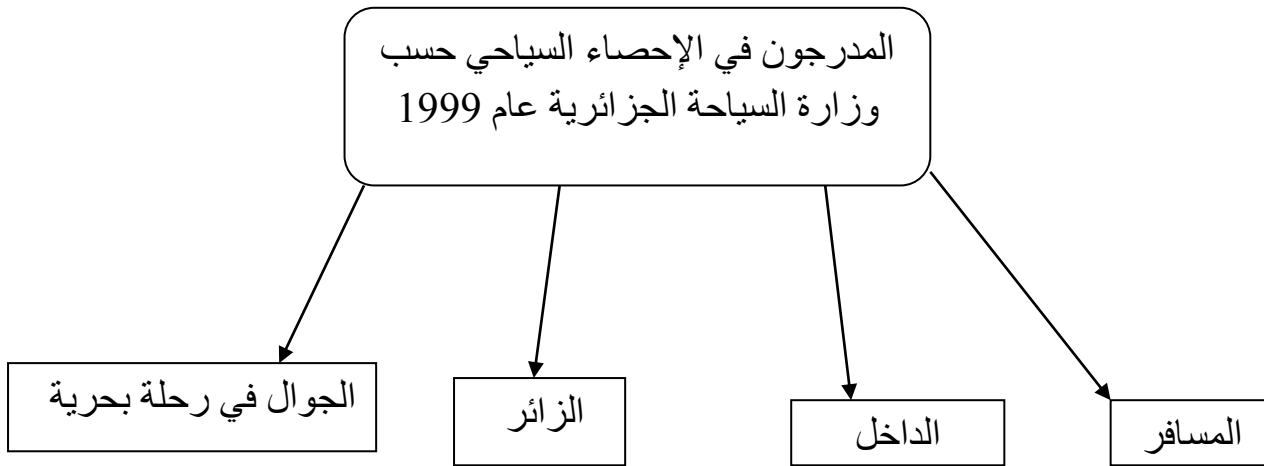 المدرجون في الإحصاء السياحي حسب
وزارة السياحة الجزائرية عام 1999
المسافر
الداخل
الزائر
الجوال في رحلة بحرية